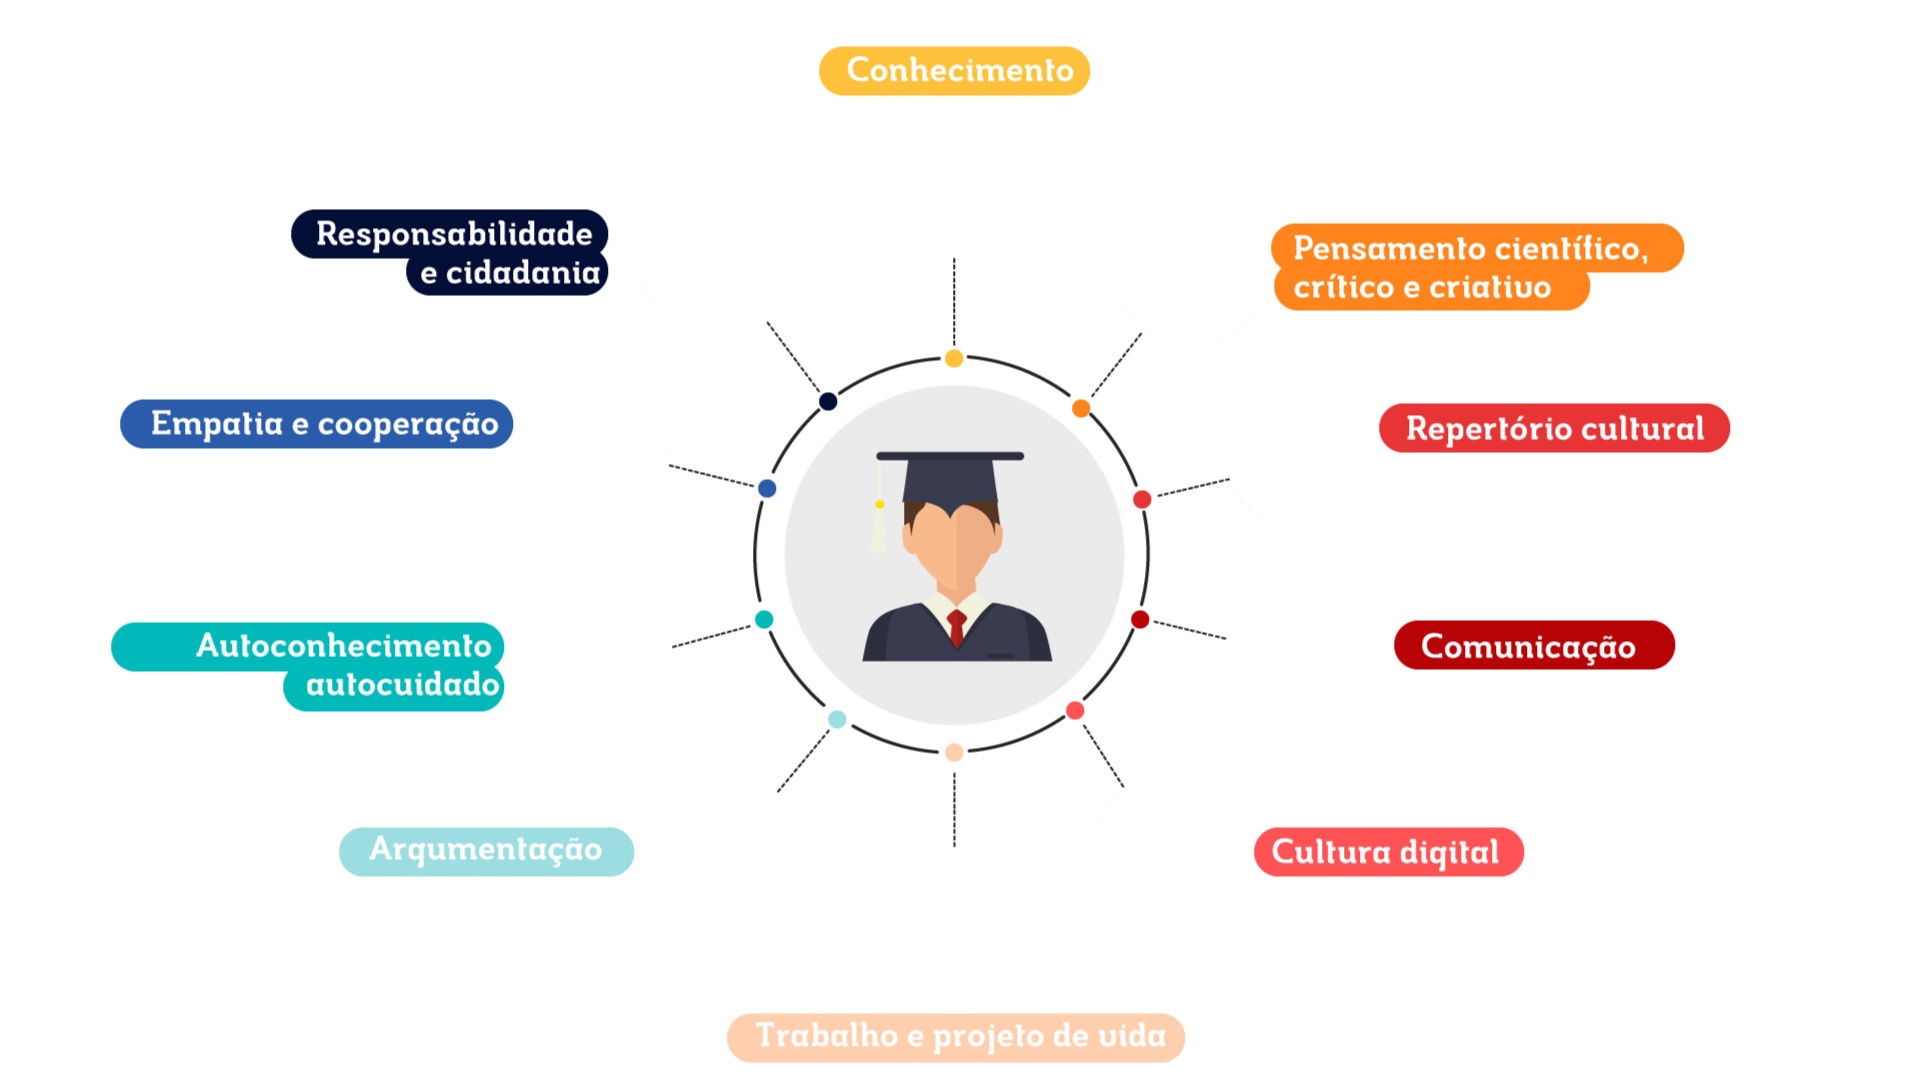 Conhecimento
Responsabilidade
e cidadania
Pensamento científico,
crítico e criativo
Empatia e cooperação
Repertório cultural
Autoconhecimento
autocuidado
Comunicação
Argumentação
Cultura digital
Trabalho e projeto de vida